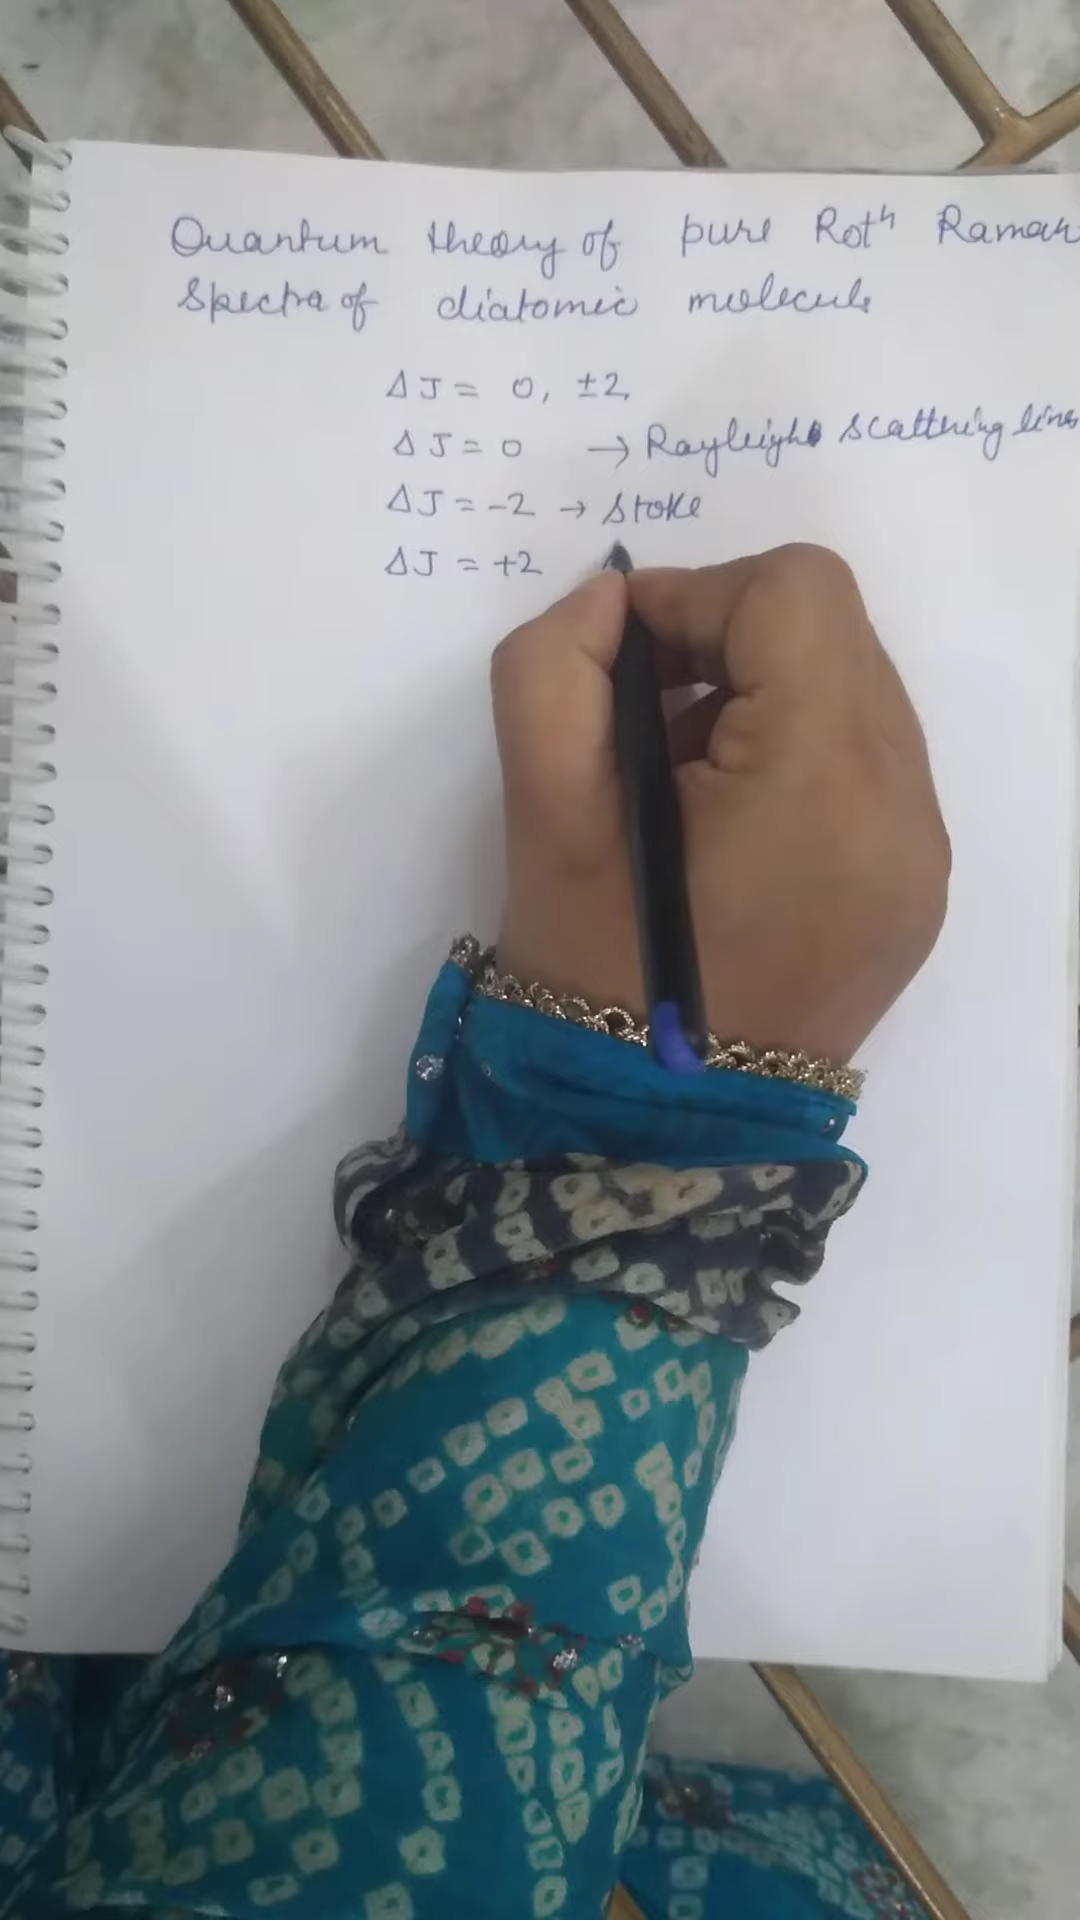 Quantum theory of pure Rotⁿ Raman
Spectra of diatomic molecule
ΔJ = 0, ±2,
ΔJ = 0 → Rayleigh scattering lines
ΔJ = -2 → Stoke
ΔJ = +2